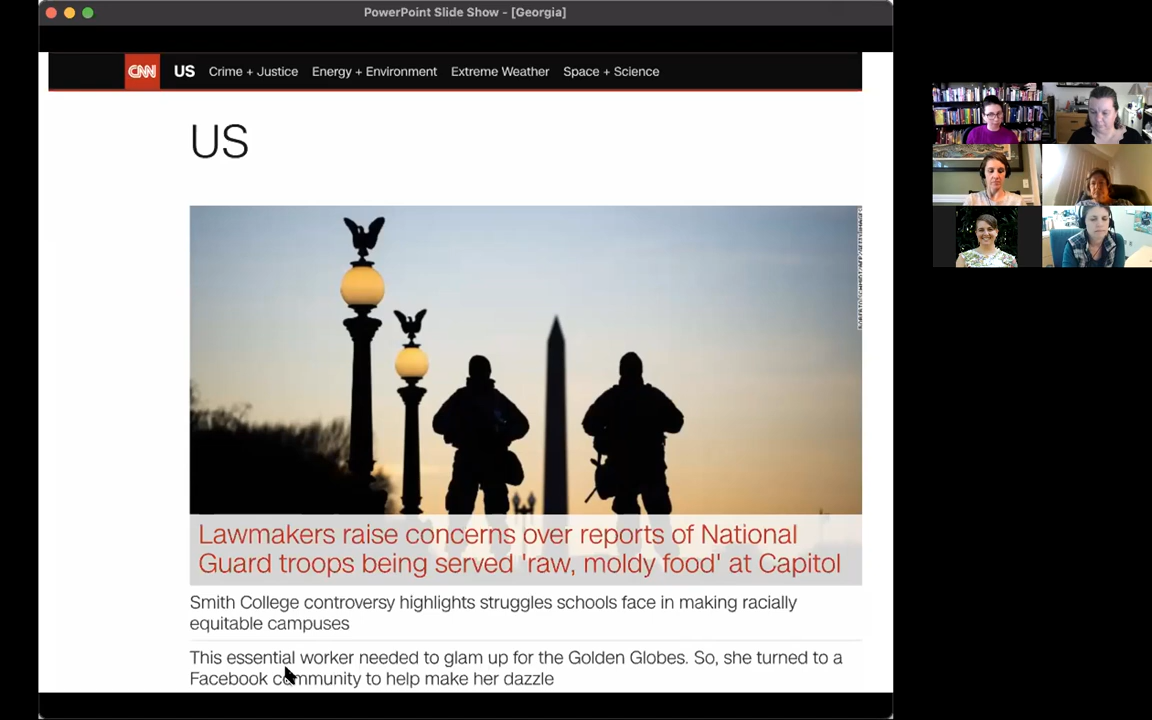 PowerPoint Slide Show - [Georgia]
CNN US Crime + Justice Energy + Environment Extreme Weather Space + Science
US
Lawmakers raise concerns over reports of National
Guard troops being served 'raw, moldy food' at Capitol
Smith College controversy highlights struggles schools face in making racially
equitable campuses
This essential worker needed to glam up for the Golden Globes. So, she turned to a
Facebook community to help make her dazzle